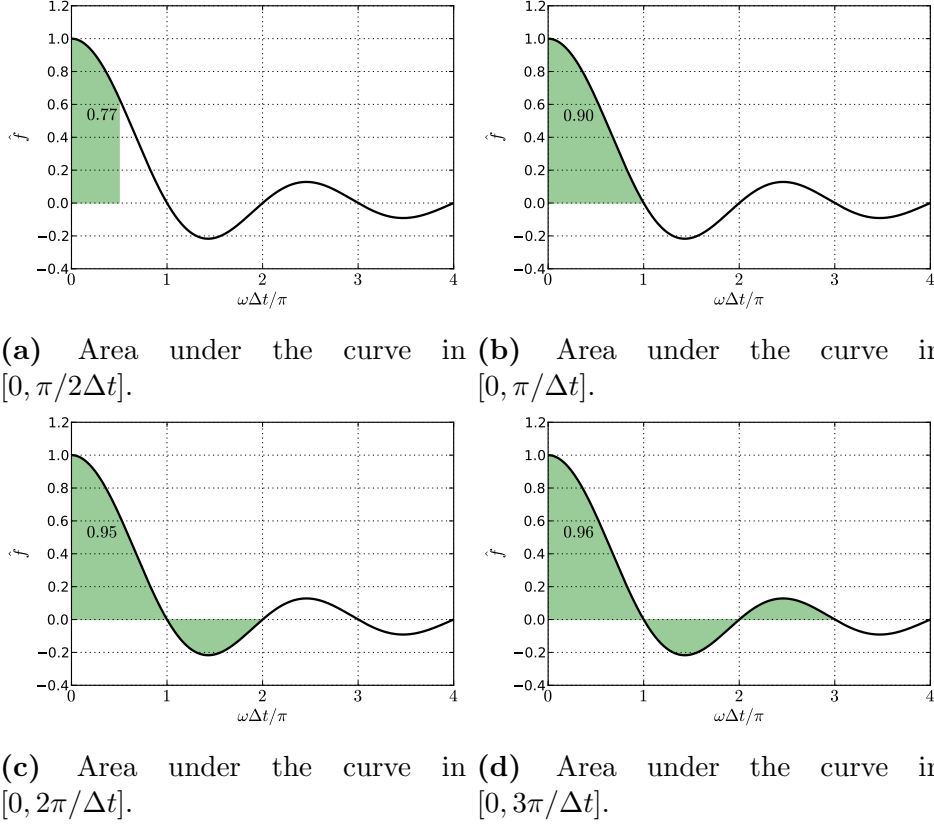 1.2
1.0
0.8
0.6
0.4
0.2
0.0
−0.2
−0.4
0.77
f̂
0 1 2 3 4
ωΔt/π
1.2
1.0
0.8
0.6
0.4
0.2
0.0
−0.2
−0.4
0.90
f̂
0 1 2 3 4
ωΔt/π
(a) Area under the curve in
[0, π/2Δt].
(b) Area under the curve in
[0, π/Δt].
1.2
1.0
0.8
0.6
0.4
0.2
0.0
−0.2
−0.4
0.95
f̂
0 1 2 3 4
ωΔt/π
1.2
1.0
0.8
0.6
0.4
0.2
0.0
−0.2
−0.4
0.96
f̂
0 1 2 3 4
ωΔt/π
(c) Area under the curve in
[0, 2π/Δt].
(d) Area under the curve in
[0, 3π/Δt].